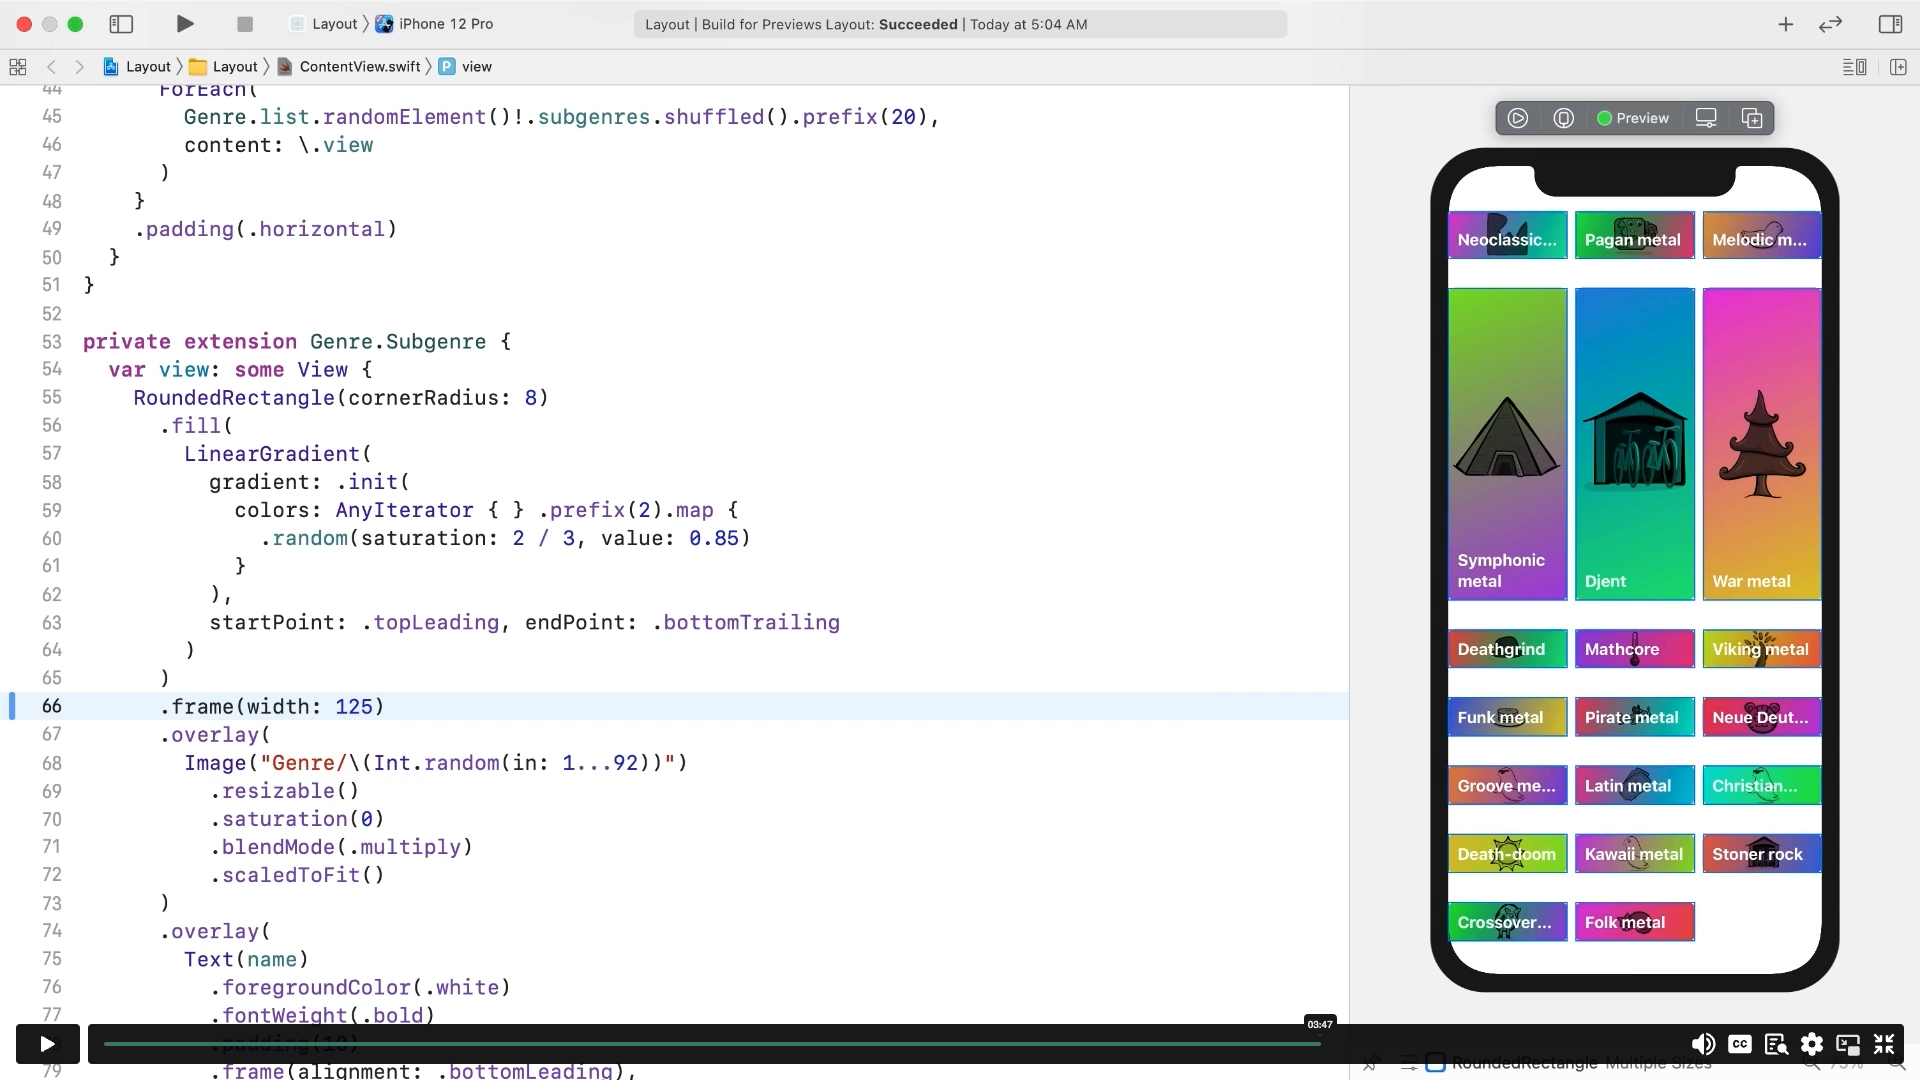 Layout 〉 iPhone 12 Pro
Layout | Build for Previews Layout: Succeeded | Today at 5:04 AM
Layout 〉 Layout 〉 ContentView.swift 〉 P view
44 ForEach(
45 Genre.list.randomElement()!.subgenres.shuffled().prefix(20),
46 content: \.view
47 )
48 }
49 .padding(.horizontal)
50 }
51 }
52
53 private extension Genre.Subgenre {
54 var view: some View {
55 RoundedRectangle(cornerRadius: 8)
56 .fill(
57 LinearGradient(
58 gradient: .init(
59 colors: AnyIterator { } .prefix(2).map {
60 .random(saturation: 2 / 3, value: 0.85)
61 }
62 ),
63 startPoint: .topLeading, endPoint: .bottomTrailing
64 )
65 )
66 .frame(width: 125)
67 .overlay(
68 Image("Genre/\(Int.random(in: 1...92))")
69 .resizable()
70 .saturation(0)
71 .blendMode(.multiply)
72 .scaledToFit()
73 )
74 .overlay(
75 Text(name)
76 .foregroundColor(.white)
77 .fontWeight(.bold)
.padding(10)
79 .frame(alignment: .bottomLeading),
Preview
Neoclassic... Pagan metal Melodic m...
Symphonic
metal Djent War metal
Deathgrind Mathcore Viking metal
Funk metal Pirate metal Neue Deut...
Groove me... Latin metal Christian...
Death-doom Kawaii metal Stoner rock
Crossover... Folk metal
03:47
CC
RoundedRectangle Multiple Sizes
75%